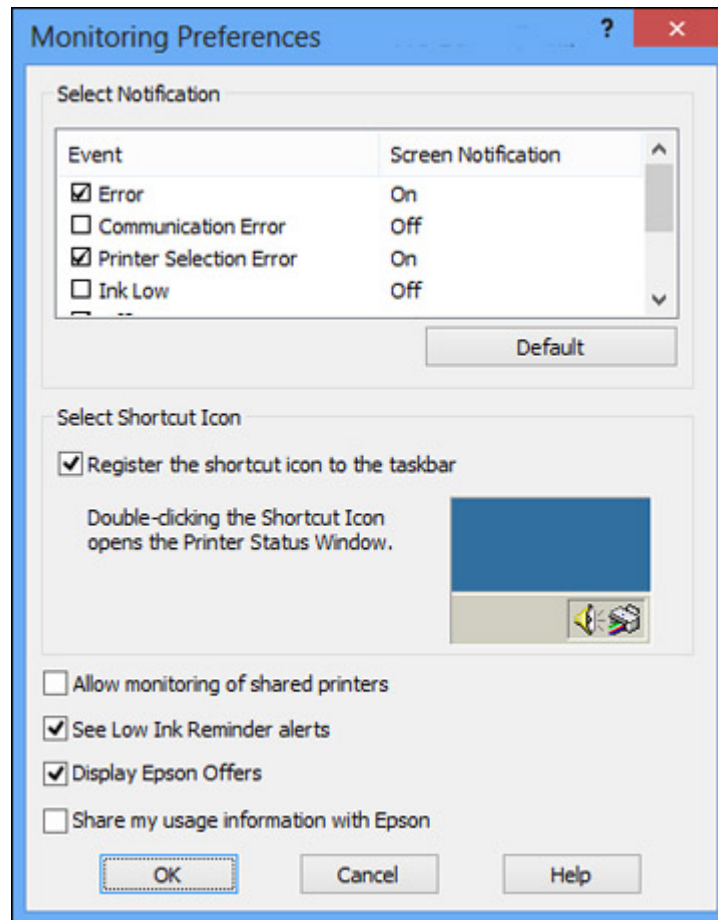 Monitoring Preferences ?
Select Notification
Event Screen Notification
Error On
Communication Error Off
Printer Selection Error On
Ink Low Off
Default
Select Shortcut Icon
Register the shortcut icon to the taskbar
Double-clicking the Shortcut Icon
opens the Printer Status Window.
Allow monitoring of shared printers
See Low Ink Reminder alerts
Display Epson Offers
Share my usage information with Epson
OK Cancel Help